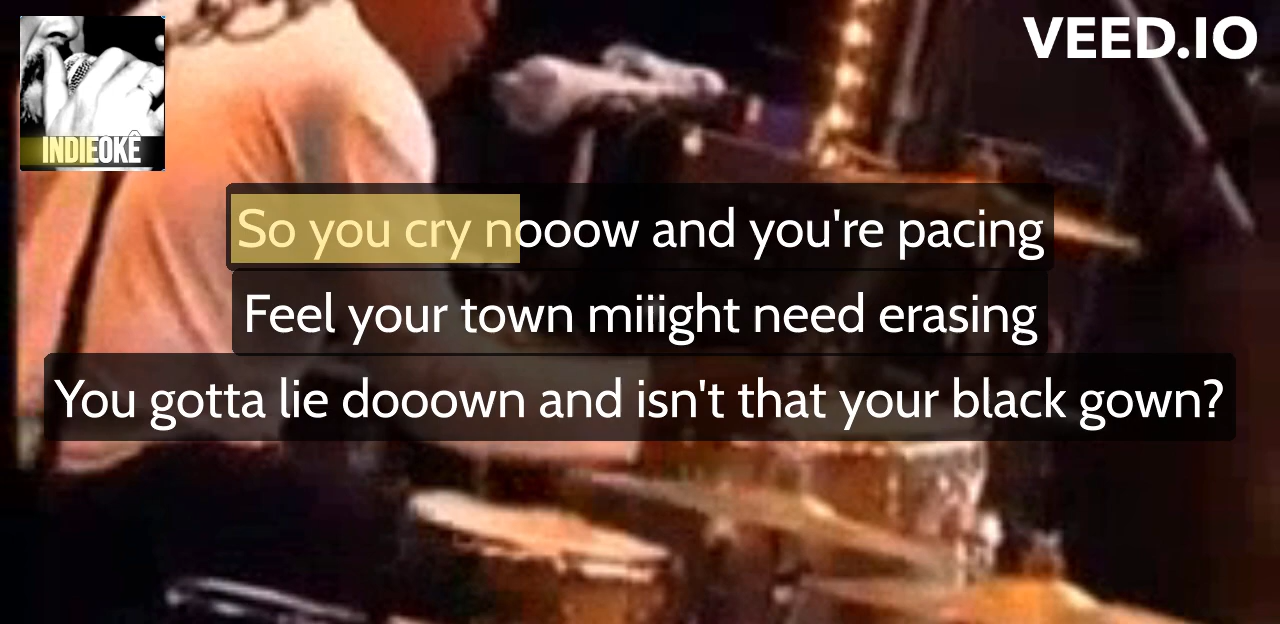 VEED.IO
INDIEOKÊ
So you cry nooow and you're pacing
Feel your town miiight need erasing
You gotta lie dooown and isn't that your black gown?